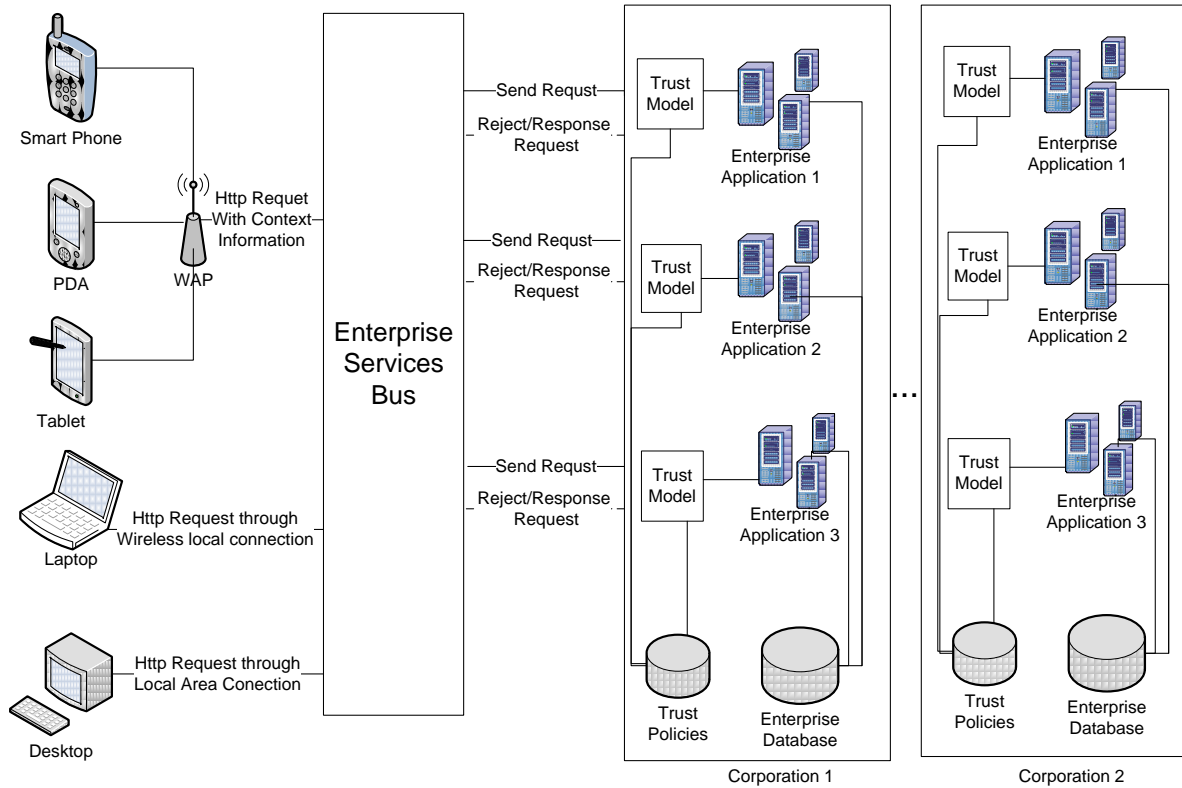 Smart Phone
PDA
Tablet
Laptop
Desktop
WAP
Http Requet
With Context
Information
Http Request through
Wireless local connection
Http Request through
Local Area Conection
Enterprise
Services
Bus
Send Requst
Reject/Response
Request
Send Requst
Reject/Response
Request
Send Requst
Reject/Response
Request
Trust
Model
Enterprise
Application 1
Trust
Model
Enterprise
Application 2
Trust
Model
Enterprise
Application 3
Trust
Policies
Enterprise
Database
Corporation 1
...
Trust
Model
Enterprise
Application 1
Trust
Model
Enterprise
Application 2
Trust
Model
Enterprise
Application 3
Trust
Policies
Enterprise
Database
Corporation 2